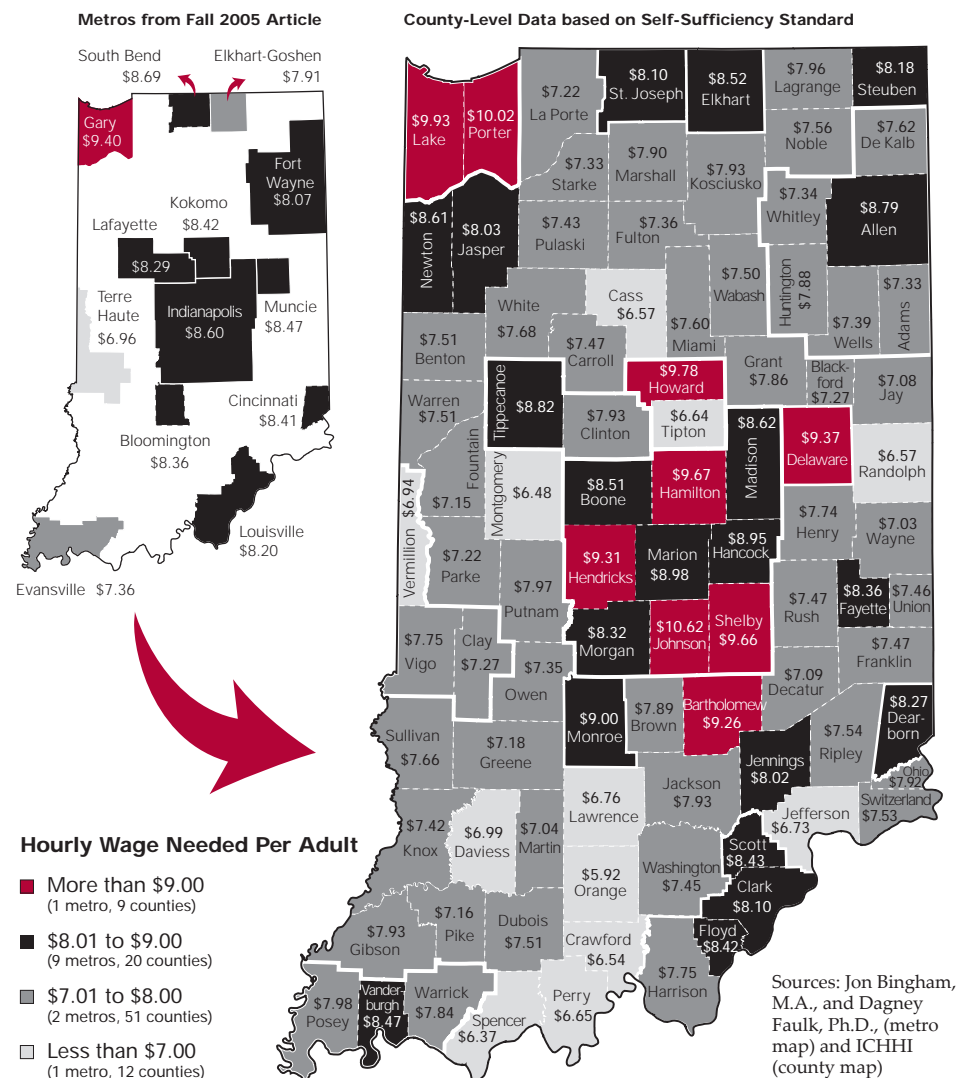 Metros from Fall 2005 Article
South Bend
$8.69
Elkhart-Goshen
$7.91
Gary
$9.40
Fort
Wayne
$8.07
Kokomo
$8.42
Lafayette
$8.29
Terre
Haute
$6.96
Indianapolis
$8.60
Muncie
$8.47
Cincinnati
$8.41
Bloomington
$8.36
Louisville
$8.20
Evansville $7.36
County-Level Data based on Self-Sufficiency Standard
$9.93
Lake
$10.02
Porter
$7.22
La Porte
$8.10
St. Joseph
$8.52
Elkhart
$7.96
Lagrange
$8.18
Steuben
$7.56
Noble
$7.62
De Kalb
$7.33
Starke
$7.90
Marshall
$7.93
Kosciusko
$7.34
Whitley
$8.79
Allen
$8.61
Newton
$8.03
Jasper
$7.43
Pulaski
$7.36
Fulton
$7.50
Wabash
Huntington
$7.88
$7.33
Adams
$7.39
Wells
White
$7.68
Cass
$6.57
$7.60
Miami
$7.51
Benton
$7.47
Carroll
$9.78
Howard
Grant
$7.86
Black-
ford
$7.27
$7.08
Jay
Warren
$7.51
Tippecanoe
$8.82
$7.93
Clinton
$6.64
Tipton
$8.62
Madison
$9.37
Delaware
$6.57
Randolph
Fountain
$7.15
Montgomery
$6.48
$8.51
Boone
$9.67
Hamilton
$7.74
Henry
$7.03
Wayne
$6.94
Vermillion
$7.22
Parke
$7.97
Putnam
$9.31
Hendricks
Marion
$8.98
$8.95
Hancock
$7.47
Rush
$8.36
Fayette
$7.46
Union
$7.75
Vigo
Clay
$7.27
$7.35
Owen
$8.32
Morgan
$10.62
Johnson
Shelby
$9.66
$7.47
Franklin
$7.09
Decatur
Sullivan
$7.66
$7.18
Greene
$9.00
Monroe
$7.89
Brown
Bartholomew
$9.26
$7.54
Ripley
$8.27
Dear-
born
Jennings
$8.02
Ohio
$7.92
Switzerland
$7.53
Jackson
$7.93
Jefferson
$6.73
$7.42
Knox
$6.99
Daviess
$7.04
Martin
$6.76
Lawrence
Scott
$8.43
Washington
$7.45
Clark
$8.10
$5.92
Orange
Floyd
$8.42
$7.93
Gibson
$7.16
Pike
Dubois
$7.51
Crawford
$6.54
$7.75
Harrison
$7.98
Posey
Vander-
burgh
$8.47
Warrick
$7.84
Spencer
$6.37
Perry
$6.65
Hourly Wage Needed Per Adult
More than $9.00
(1 metro, 9 counties)
$8.01 to $9.00
(9 metros, 20 counties)
$7.01 to $8.00
(2 metros, 51 counties)
Less than $7.00
(1 metro, 12 counties)
Sources: Jon Bingham,
M.A., and Dagney
Faulk, Ph.D., (metro
map) and ICHHI
(county map)